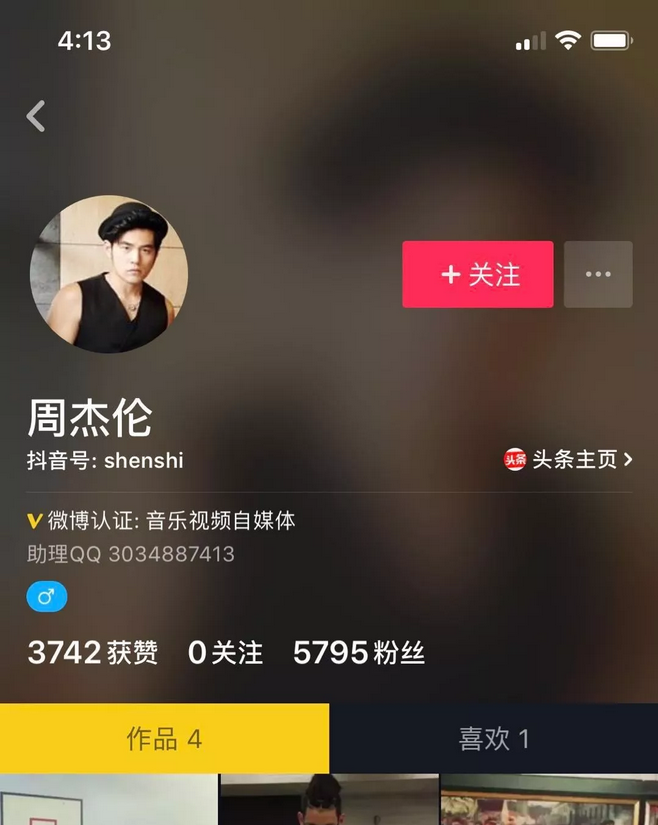 4:13
+ 关注
周杰伦
抖音号: shenshi
头条 头条主页
微博认证: 音乐视频自媒体
助理QQ 3034887413
3742 获赞 0 关注 5795 粉丝
作品 4 喜欢 1